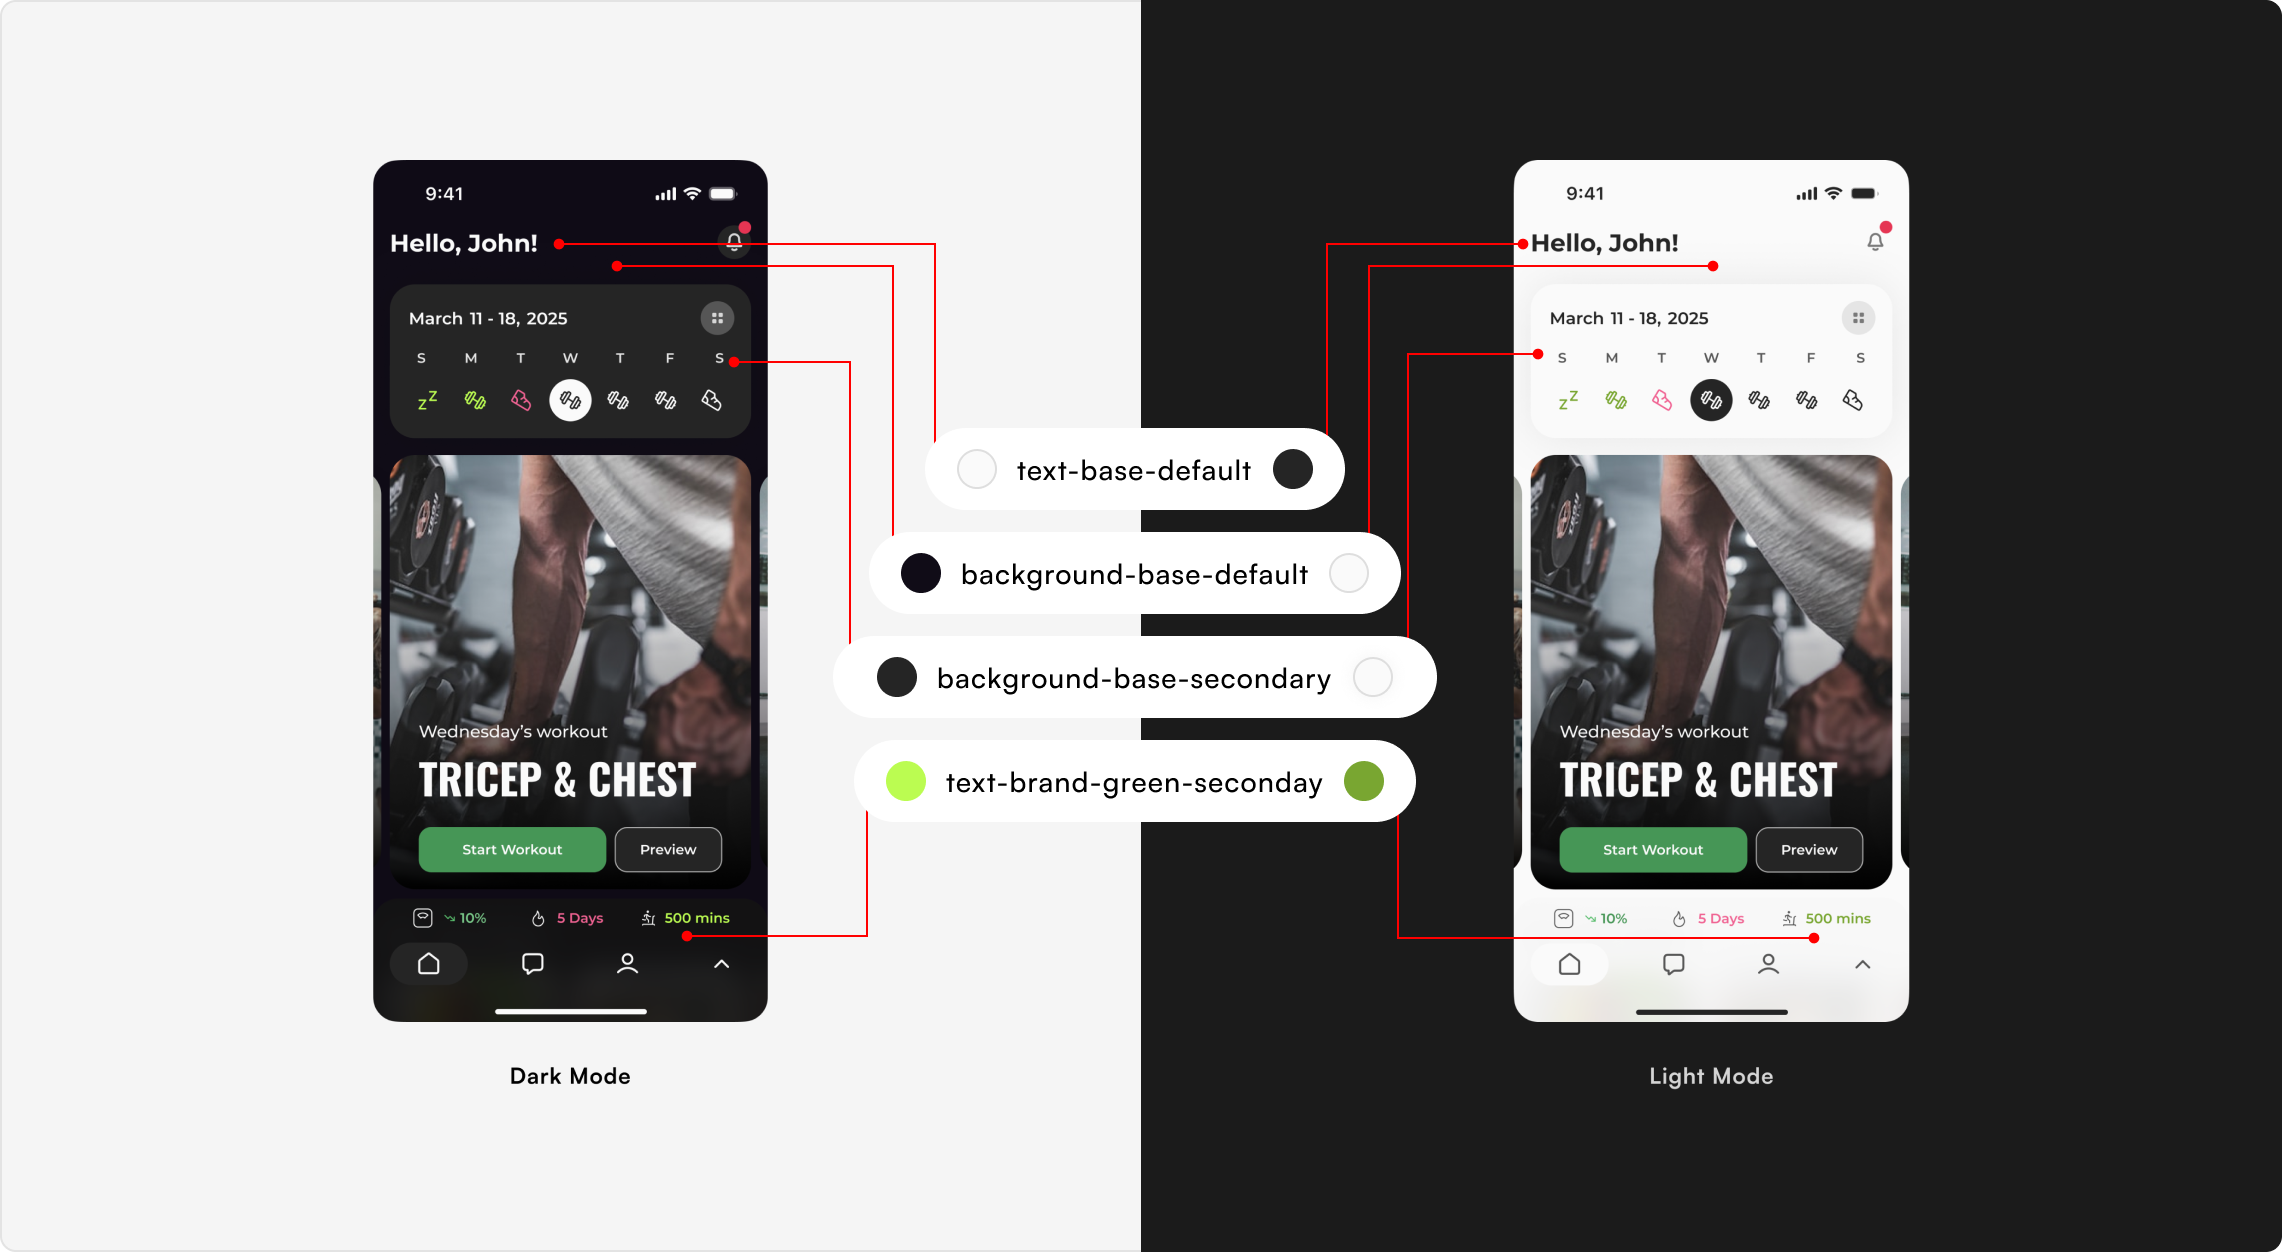 9:41
Hello, John!
March 11 - 18, 2025
S M T W T F S
z z
Wednesday's workout
TRICEP & CHEST
Start Workout Preview
10% 5 Days 500 mins
Dark Mode
text-base-default
background-base-default
background-base-secondary
text-brand-green-seconday
9:41
Hello, John!
March 11 - 18, 2025
S M T W T F S
z z
Wednesday's workout
TRICEP & CHEST
Start Workout Preview
10% 5 Days 500 mins
Light Mode